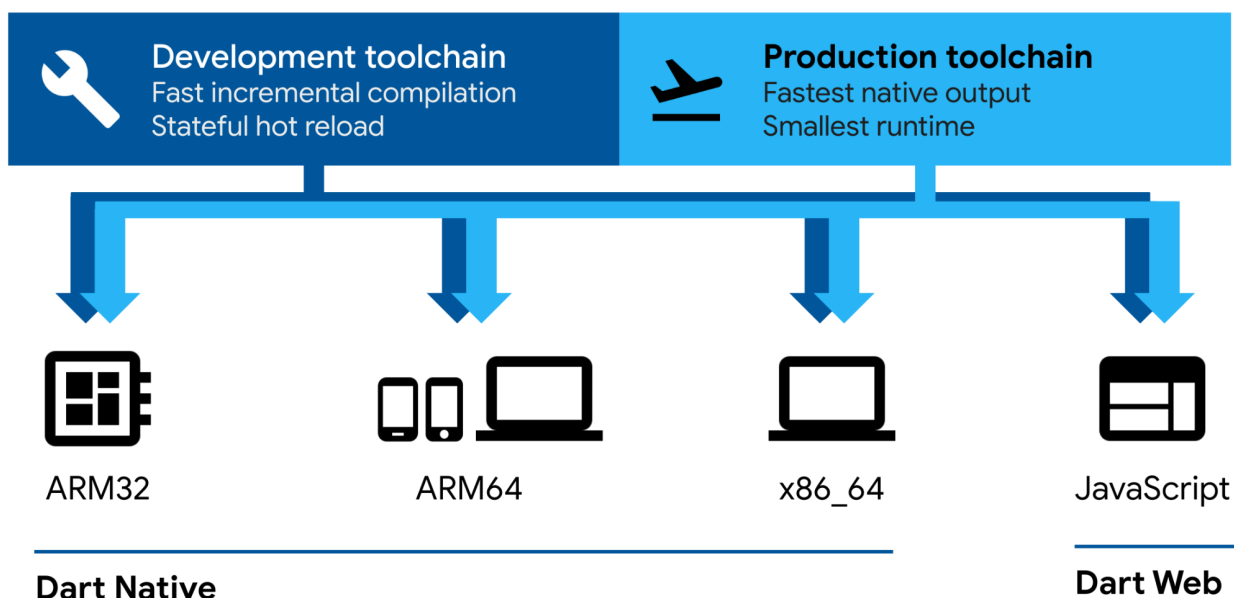 Development toolchain
Fast incremental compilation
Stateful hot reload
Production toolchain
Fastest native output
Smallest runtime
ARM32
ARM64
x86_64
JavaScript
Dart Native
Dart Web